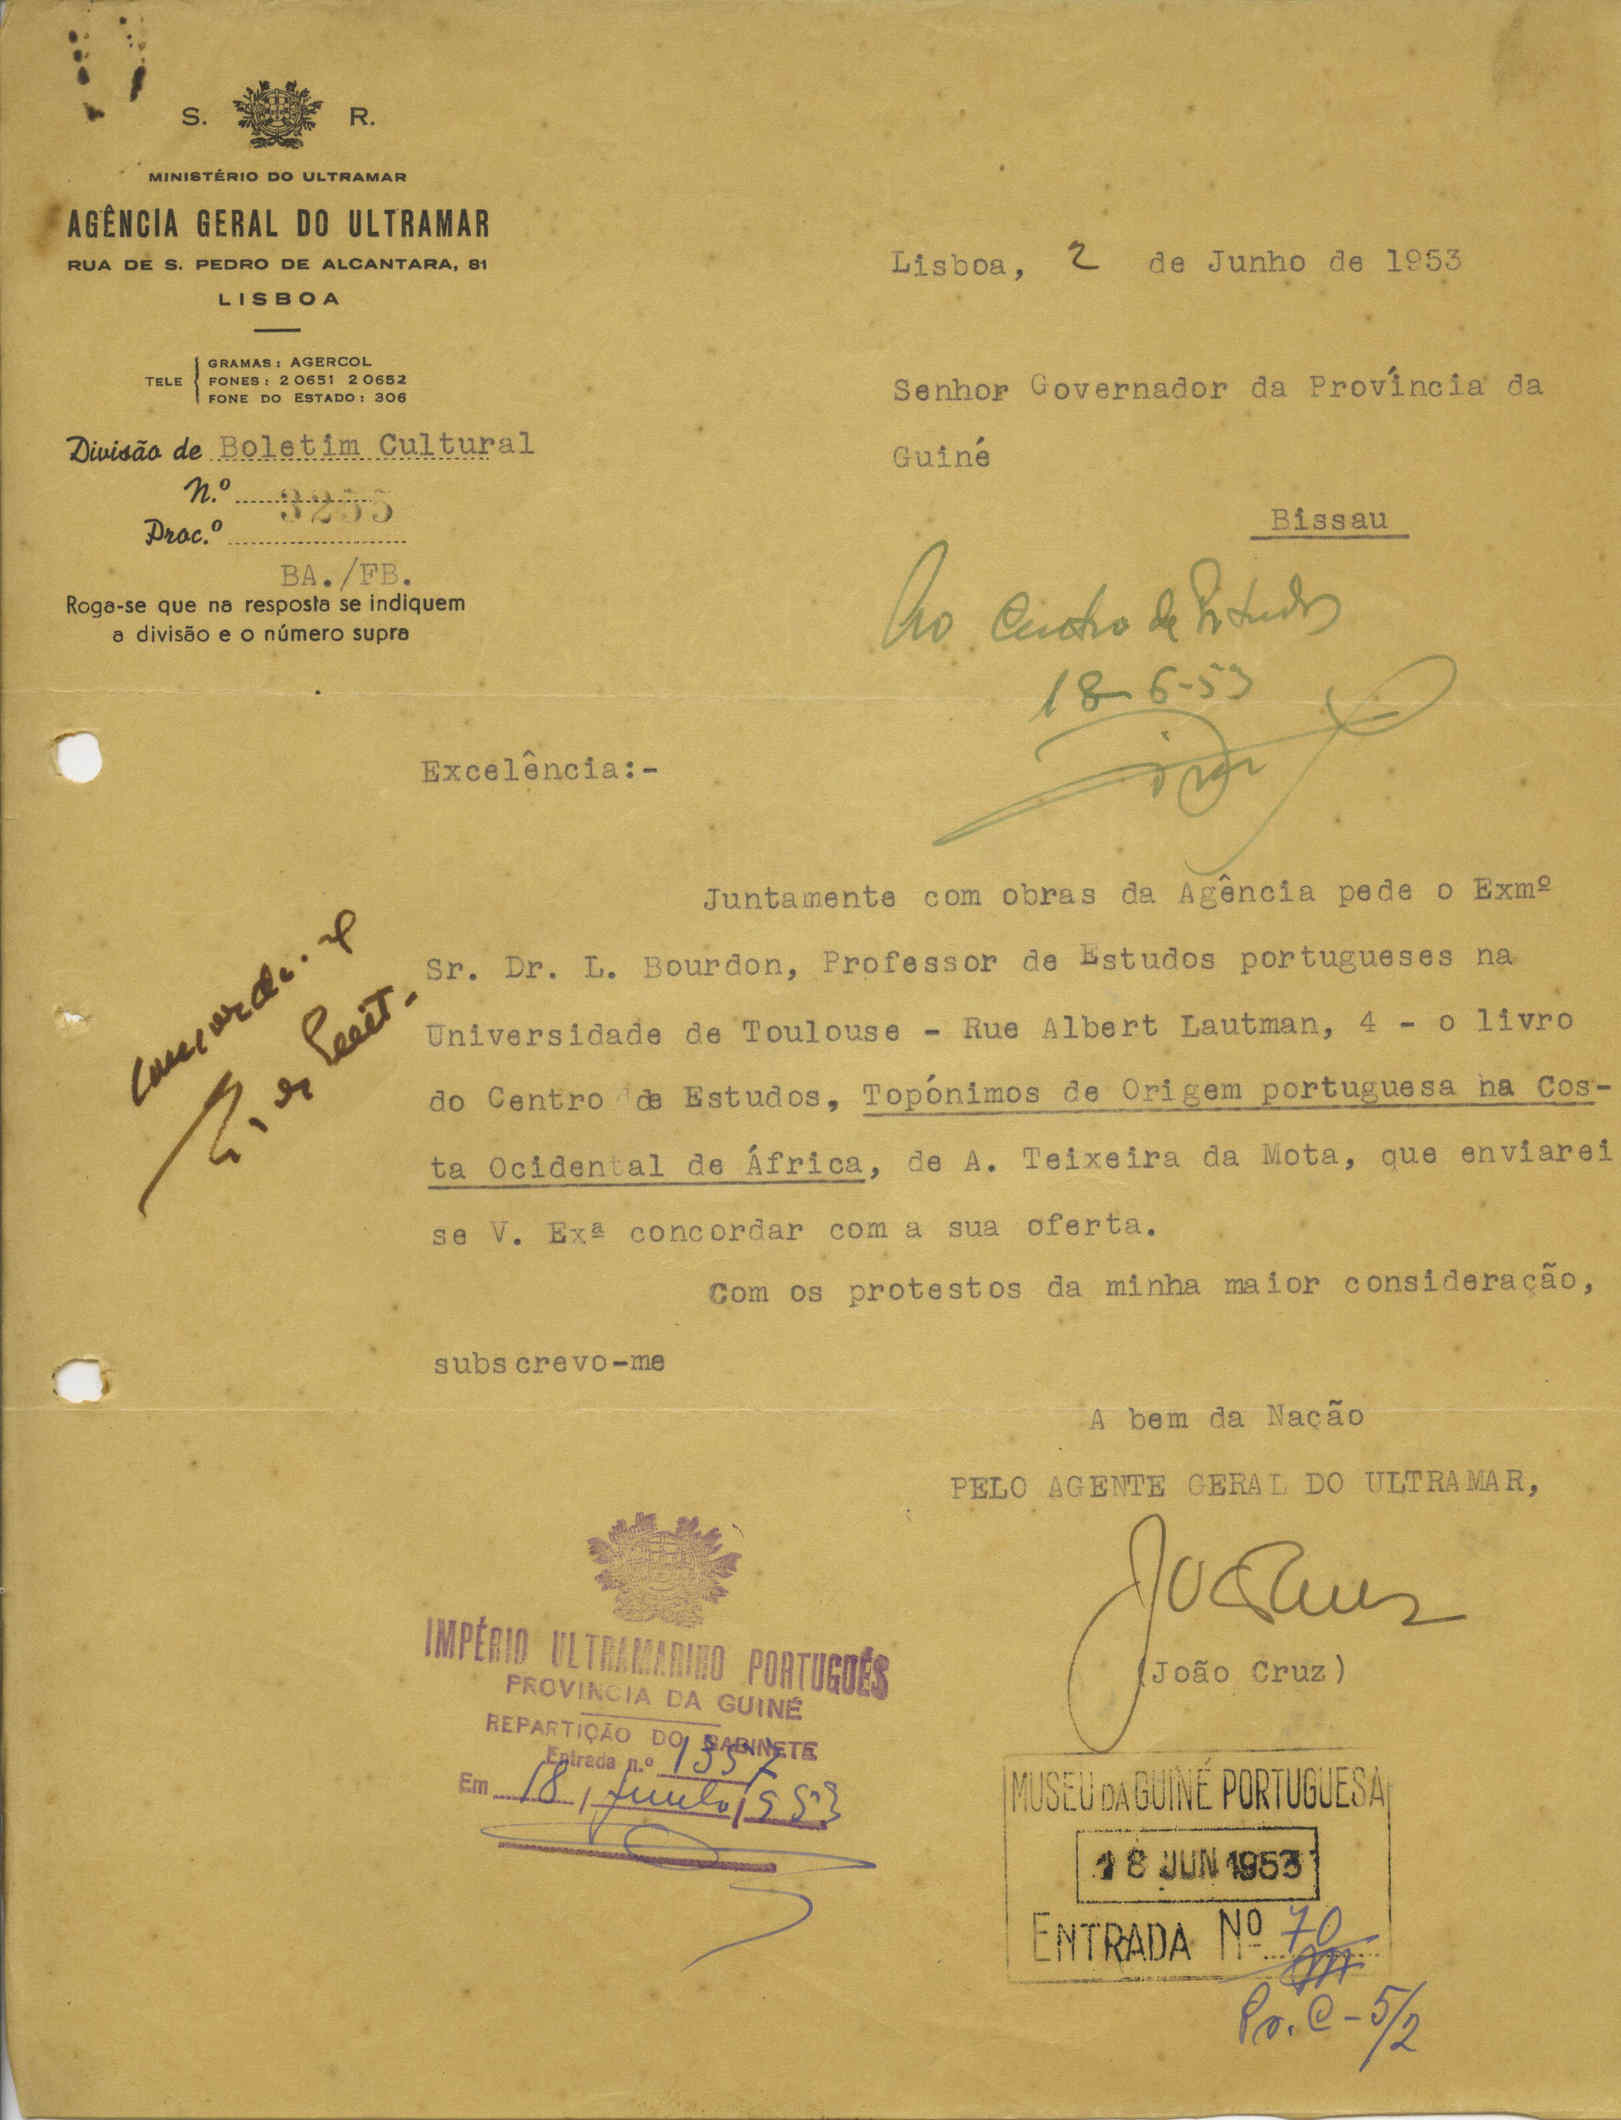 S. R.
MINISTÉRIO DO ULTRAMAR
AGÊNCIA GERAL DO ULTRAMAR
RUA DE S. PEDRO DE ALCANTARA, 81
LISBOA
TELE
GRAMAS: AGERCOL
FONES: 20651 20652
FONE DO ESTADO: 306
Divisão de Boletim Cultural
N.º 3255
Proc.º
BA./FB.
Roga-se que na resposta se indiquem
a divisão e o número supra
Lisboa, 2 de Junho de 1953
Senhor Governador da Província da
Guiné
Bissau
Ao Centro de Estudos
18-6-53
Excelência:-
Juntamente com obras da Agência pede o Exmº
Sr. Dr. L. Bourdon, Professor de Estudos portugueses na
Universidade de Toulouse - Rue Albert Lautman, 4 - o livro
do Centro de Estudos, Topónimos de Origem portuguesa na Cos-
ta Ocidental de África, de A. Teixeira da Mota, que enviarei
se V. Exª concordar com a sua oferta.
Com os protestos da minha maior consideração,
subscrevo-me
A bem da Nação
PELO AGENTE GERAL DO ULTRAMAR,
(João Cruz)
IMPÉRIO ULTRAMARINO PORTUGUÊS
PROVINCIA DA GUINÉ
REPARTIÇÃO DO GABINETE
Entrada n.º 1357
Em 18 / Junho / 1953
MUSEU DA GUINÉ PORTUGUESA
18 JUN 1953
ENTRADA Nº 70
Pr. C - 5/2